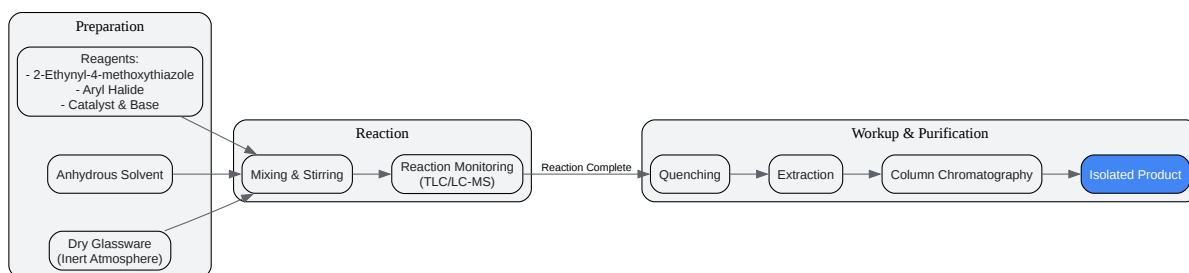 Preparation
Reagents:
- 2-Ethynyl-4-methoxythiazole
- Aryl Halide
- Catalyst & Base
Anhydrous Solvent
Dry Glassware
(Inert Atmosphere)
Reaction
Mixing & Stirring
Reaction Monitoring
(TLC/LC-MS)
Reaction Complete
Workup & Purification
Quenching
Extraction
Column Chromatography
Isolated Product